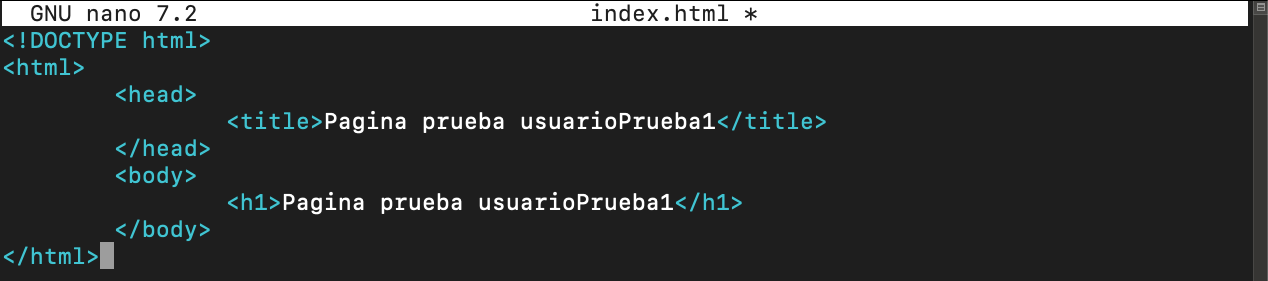 GNU nano 7.2 index.html *
<!DOCTYPE html>
<html>
<head>
<title>Pagina prueba usuarioPrueba1</title>
</head>
<body>
<h1>Pagina prueba usuarioPrueba1</h1>
</body>
</html>